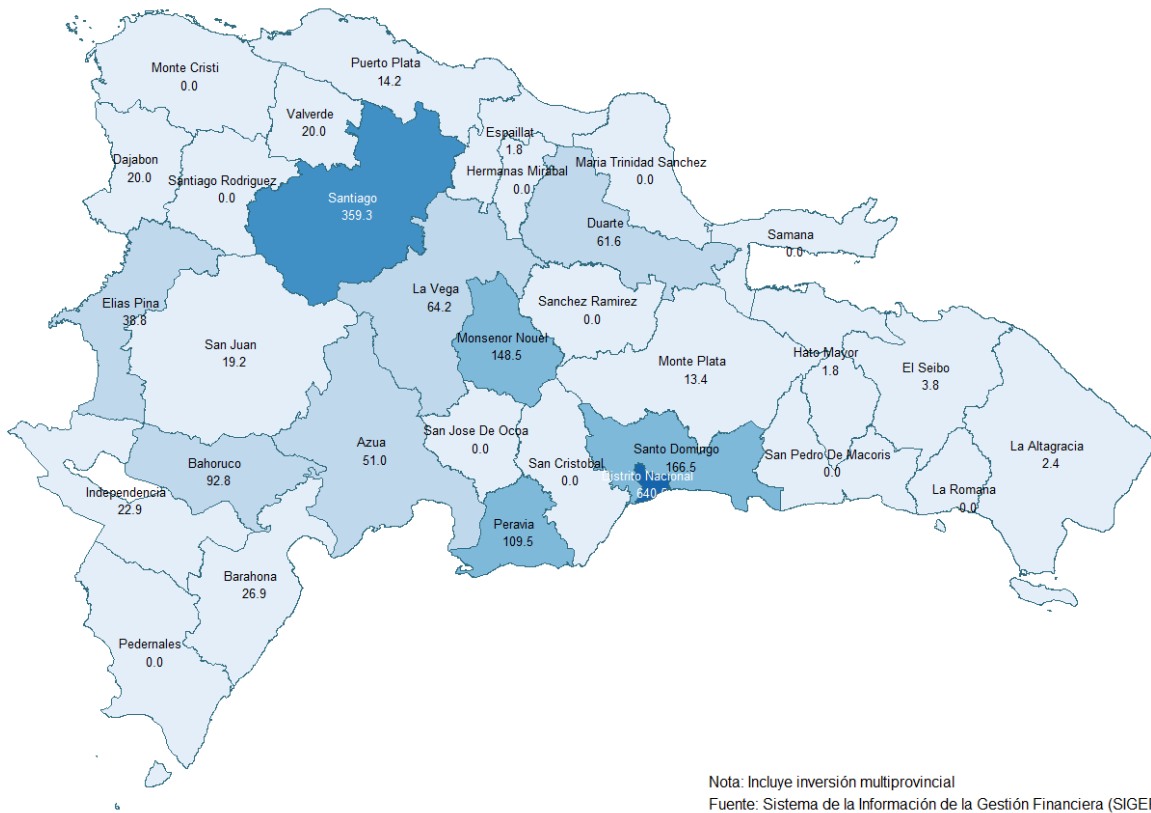 Puerto Plata
14.2
Monte Cristi
0.0
Valverde
20.0
Espaillat
1.8
Dajabon
20.0
Santiago Rodriguez
0.0
Hermanas Mirabal
0.0
Maria Trinidad Sanchez
0.0
Santiago
359.3
Duarte
61.6
Samana
0.0
Elias Pina
38.8
La Vega
64.2
Sanchez Ramirez
0.0
San Juan
19.2
Monsenor Nouel
148.5
Monte Plata
13.4
Hato Mayor
1.8
El Seibo
3.8
Azua
51.0
San Jose De Ocoa
0.0
Santo Domingo
166.5
San Pedro De Macoris
0.0
La Altagracia
2.4
Bahoruco
92.8
San Cristobal
0.0
Distrito Nacional
640.5
Independencia
22.9
La Romana
0.0
Peravia
109.5
Barahona
26.9
Pedernales
0.0
Nota: Incluye inversión multiprovincial
Fuente: Sistema de la Información de la Gestión Financiera